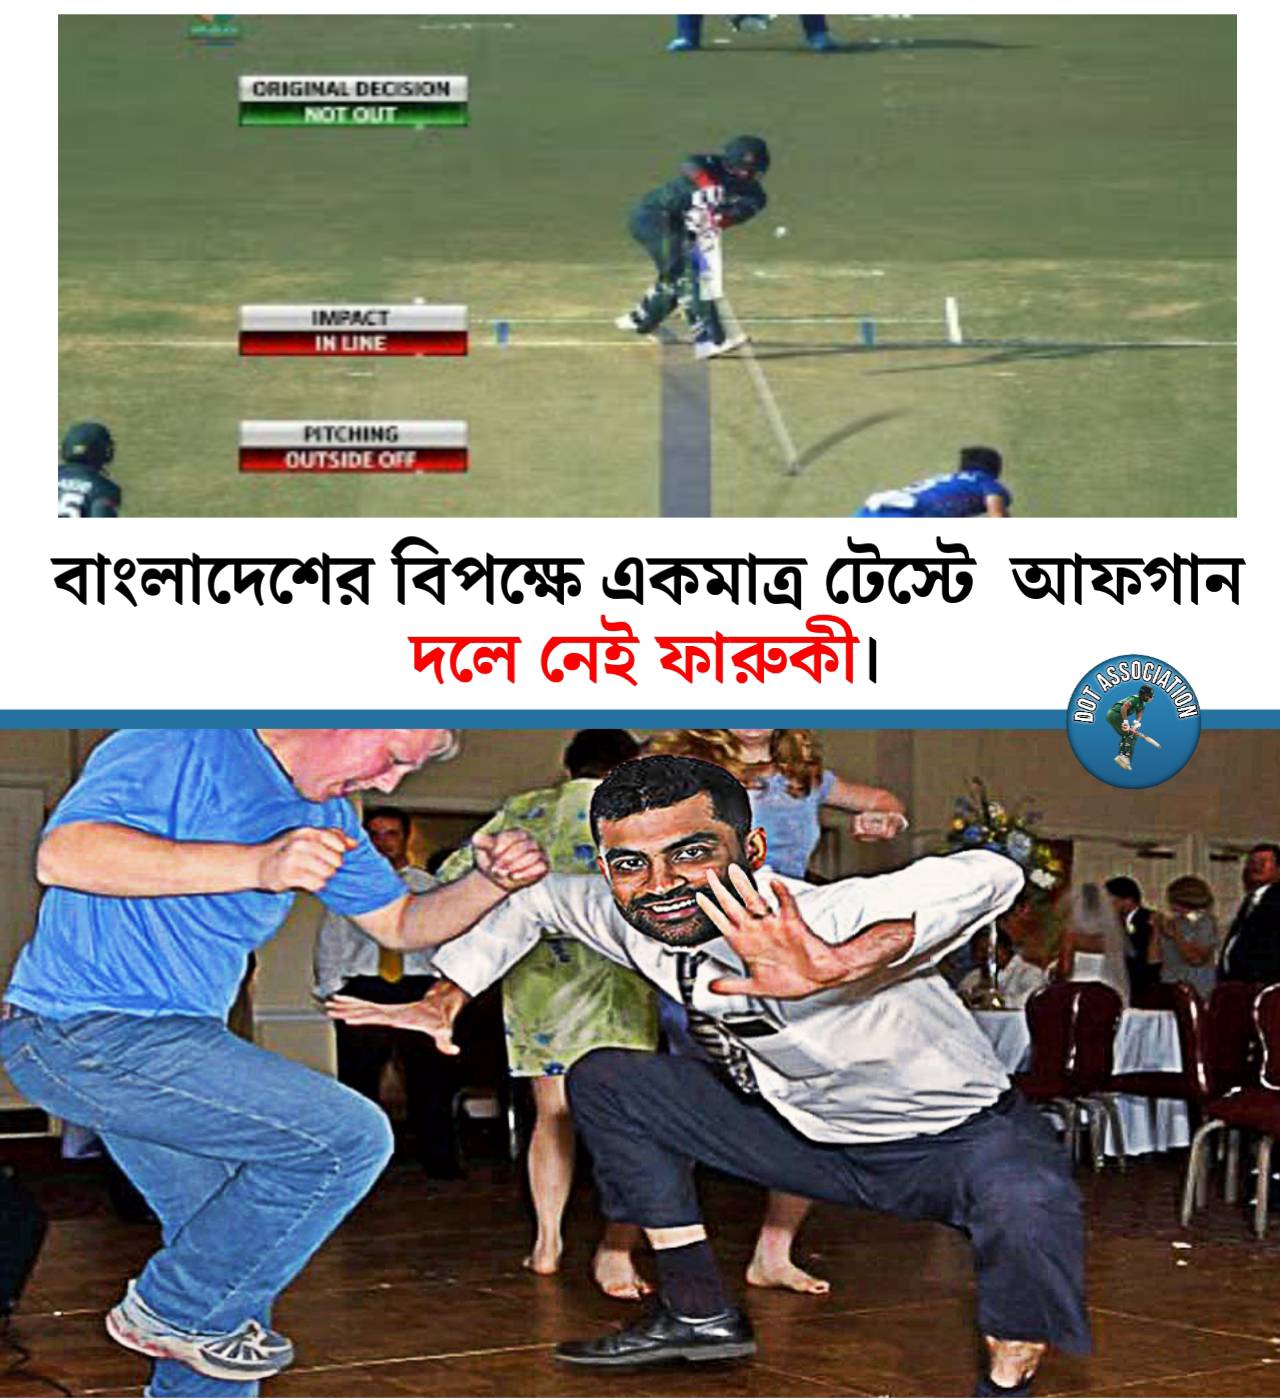 ORIGINAL DECISION
NOT OUT
IMPACT
IN LINE
PITCHING
OUTSIDE OFF
বাংলাদেশের বিপক্ষে একমাত্র টেস্টে আফগান
দলে নেই ফারুকী।
DOT ASSOCIATION